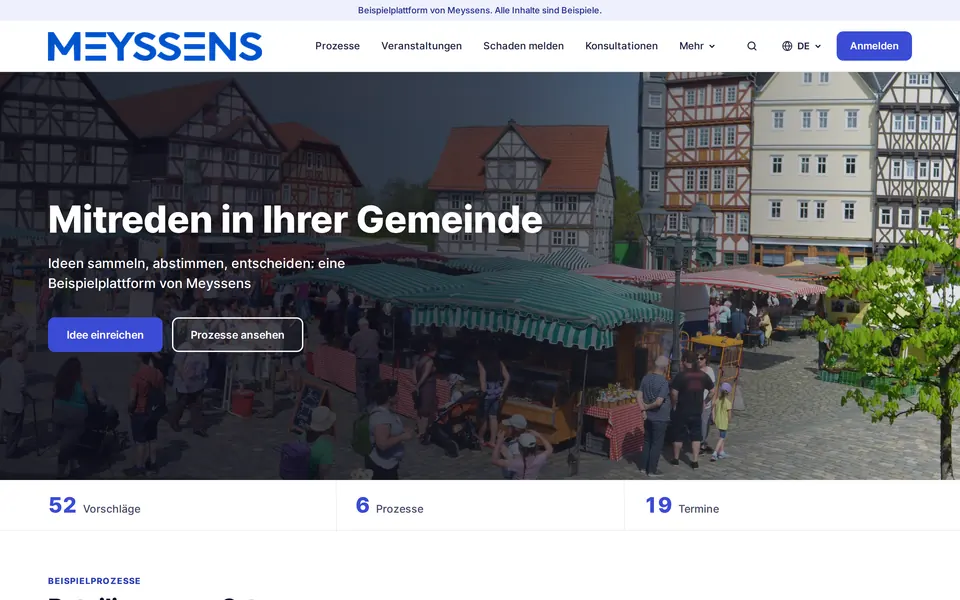 Beispielplattform von Meyssens. Alle Inhalte sind Beispiele.
MEYSSENS
Prozesse
Veranstaltungen
Schaden melden
Konsultationen
Mehr
DE
Anmelden
Mitreden in Ihrer Gemeinde
Ideen sammeln, abstimmen, entscheiden: eine
Beispielplattform von Meyssens
Idee einreichen
Prozesse ansehen
52 Vorschläge
6 Prozesse
19 Termine
BEISPIELPROZESSE